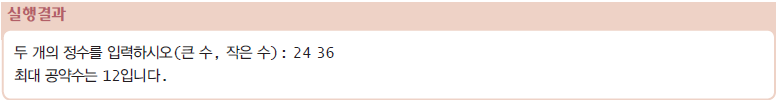 실행결과
두 개의 정수를 입력하시오(큰 수, 작은 수): 24 36
최대 공약수는 12입니다.